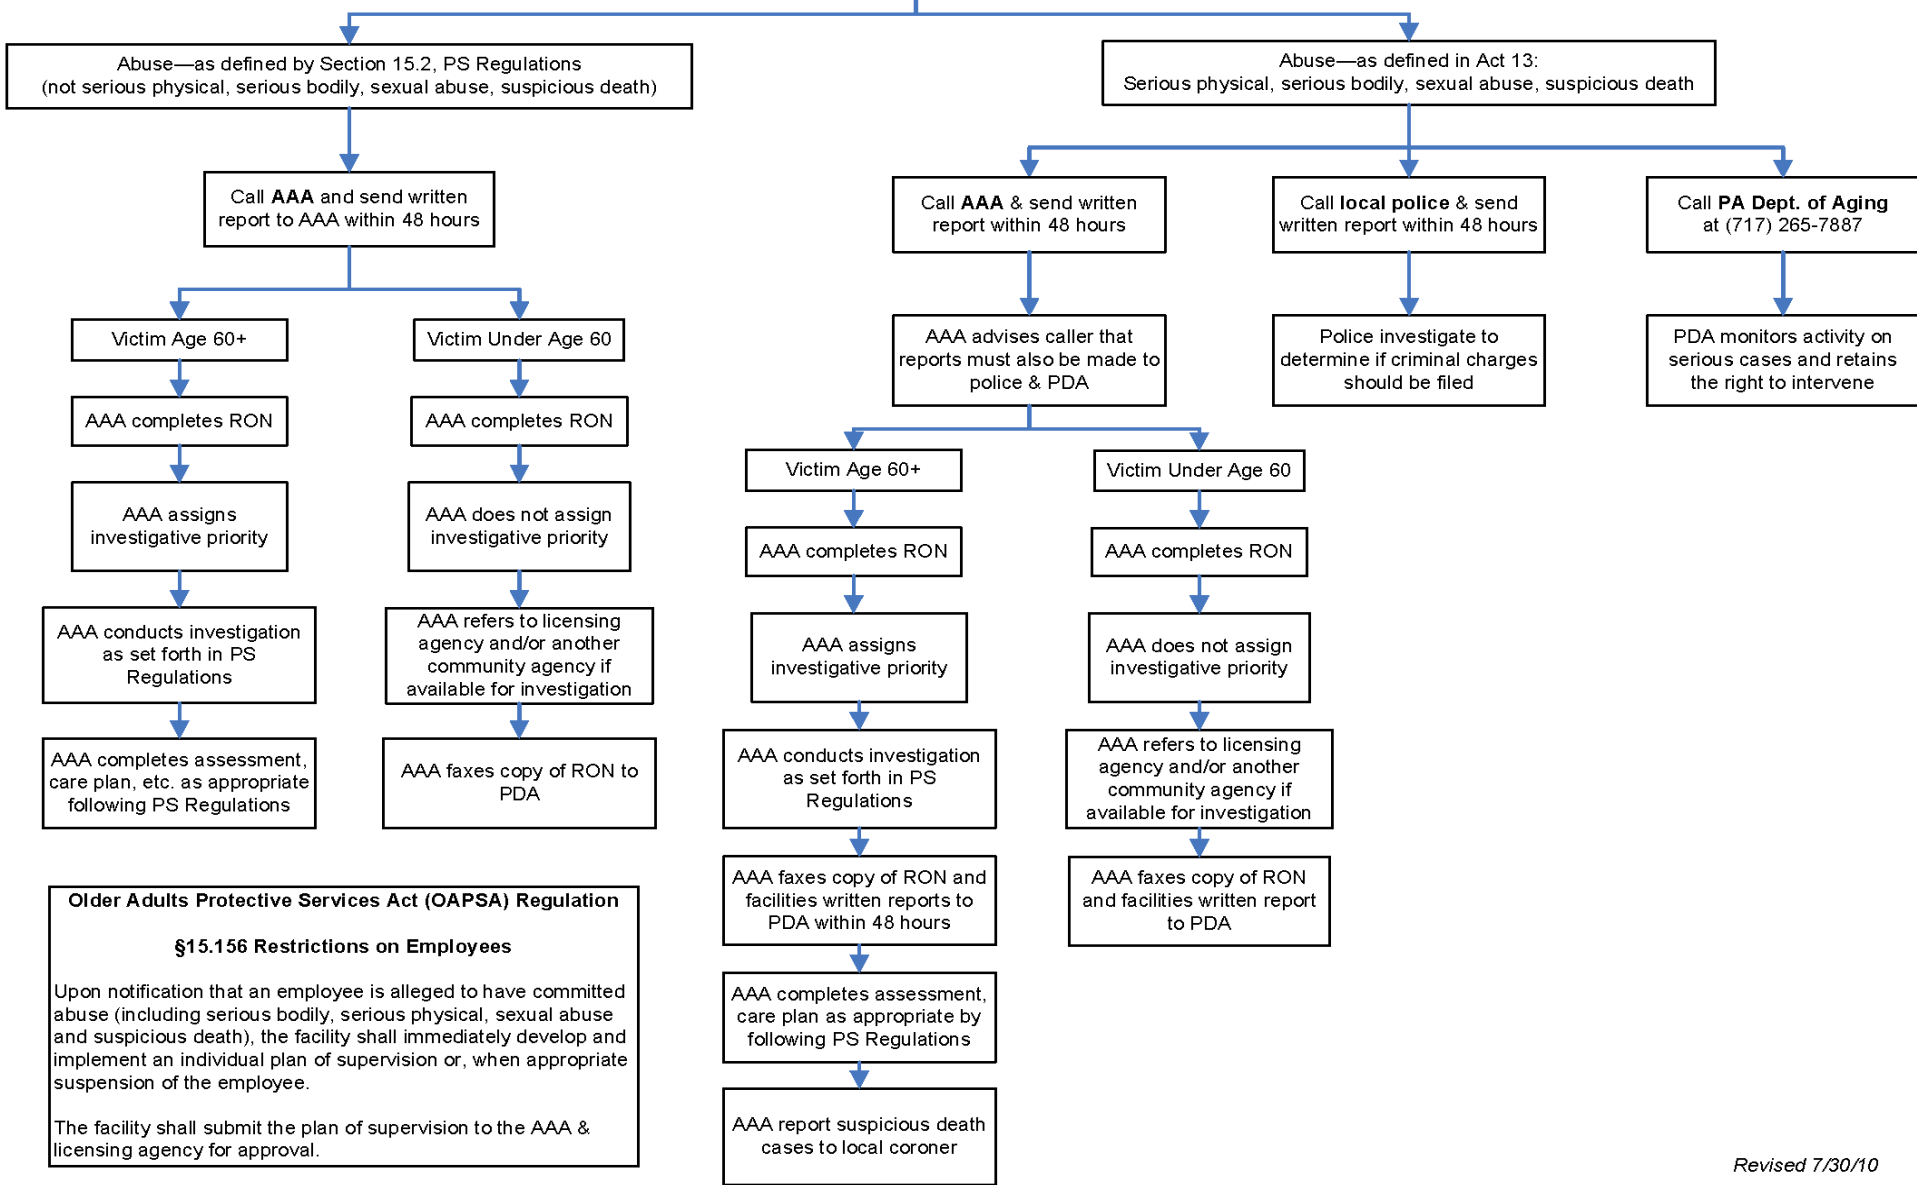 Abuse—as defined by Section 15.2, PS Regulations
(not serious physical, serious bodily, sexual abuse, suspicious death)
Abuse—as defined in Act 13:
Serious physical, serious bodily, sexual abuse, suspicious death
Call AAA and send written
report to AAA within 48 hours
Call AAA & send written
report within 48 hours
Call local police & send
written report within 48 hours
Call PA Dept. of Aging
at (717) 265-7887
Victim Age 60+
Victim Under Age 60
AAA advises caller that
reports must also be made to
police & PDA
Police investigate to
determine if criminal charges
should be filed
PDA monitors activity on
serious cases and retains
the right to intervene
AAA completes RON
AAA completes RON
AAA assigns
investigative priority
AAA does not assign
investigative priority
AAA conducts investigation
as set forth in PS
Regulations
AAA refers to licensing
agency and/or another
community agency if
available for investigation
AAA completes assessment,
care plan, etc. as appropriate
following PS Regulations
AAA faxes copy of RON to
PDA
Victim Age 60+
Victim Under Age 60
AAA completes RON
AAA completes RON
AAA assigns
investigative priority
AAA does not assign
investigative priority
AAA conducts investigation
as set forth in PS
Regulations
AAA refers to licensing
agency and/or another
community agency if
available for investigation
AAA faxes copy of RON and
facilities written reports to
PDA within 48 hours
AAA faxes copy of RON
and facilities written report
to PDA
AAA completes assessment,
care plan as appropriate by
following PS Regulations
AAA report suspicious death
cases to local coroner
Older Adults Protective Services Act (OAPSA) Regulation
§15.156 Restrictions on Employees
Upon notification that an employee is alleged to have committed
abuse (including serious bodily, serious physical, sexual abuse
and suspicious death), the facility shall immediately develop and
implement an individual plan of supervision or, when appropriate
suspension of the employee.
The facility shall submit the plan of supervision to the AAA &
licensing agency for approval.
Revised 7/30/10